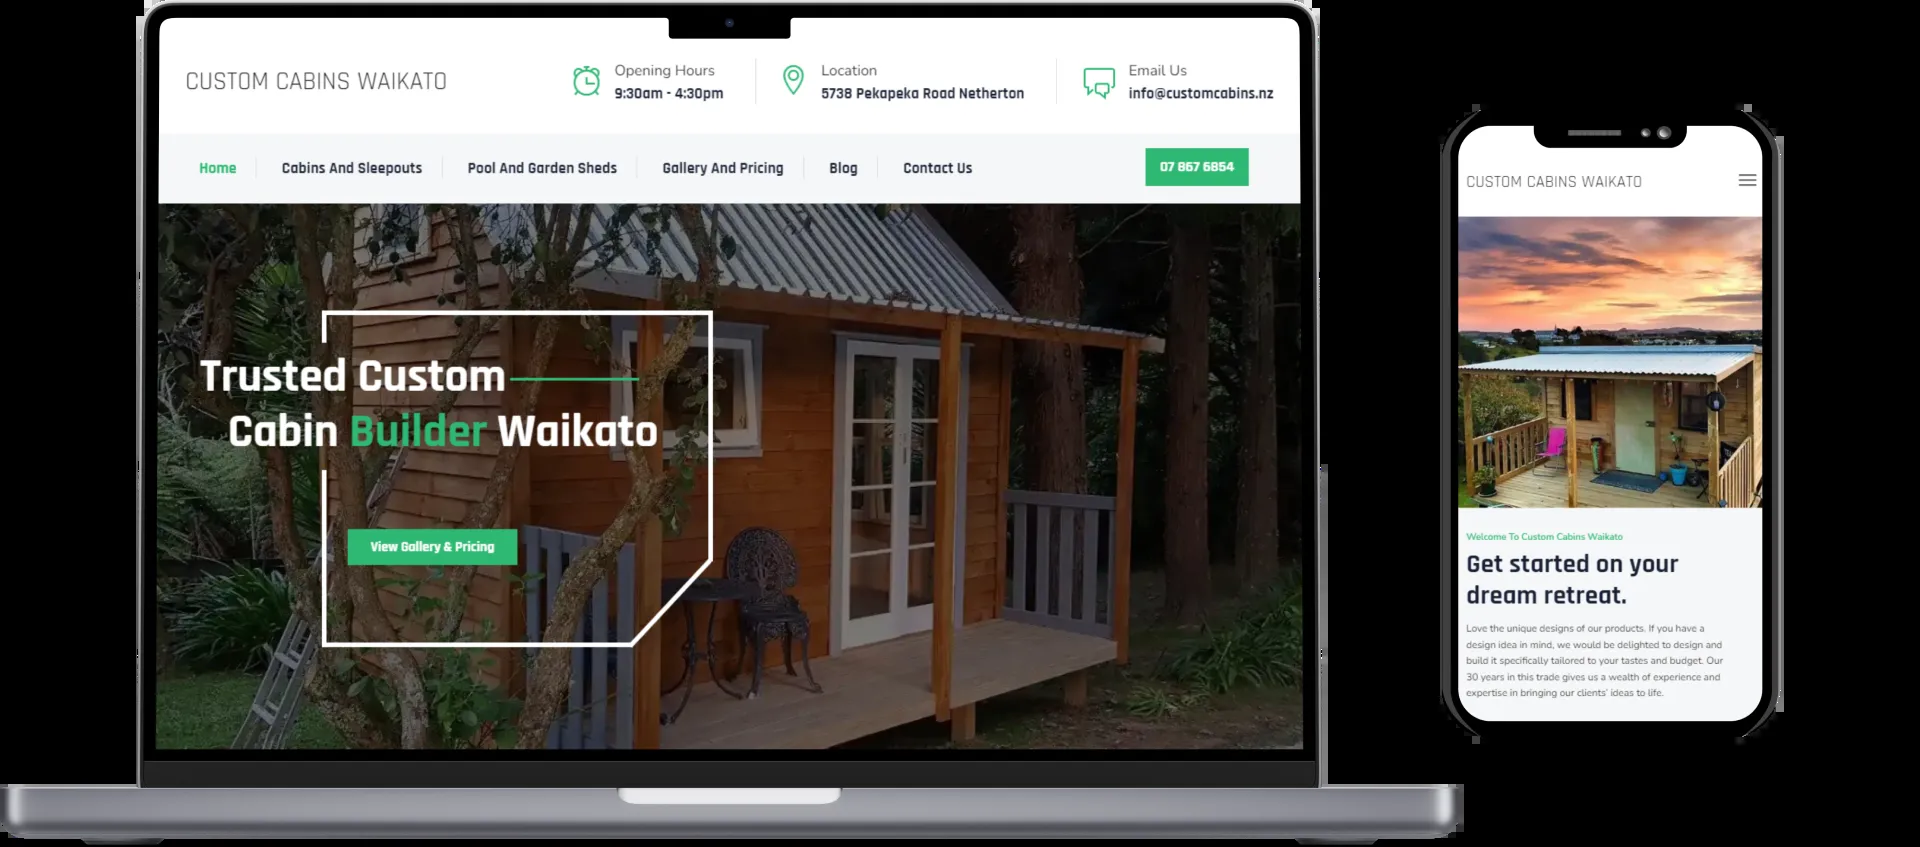 CUSTOM CABINS WAIKATO
Opening Hours
9:30am - 4:30pm
Location
5738 Pekapeka Road Netherton
Email Us
info@customcabins.nz
Home
Cabins And Sleepouts
Pool And Garden Sheds
Gallery And Pricing
Blog
Contact Us
07 867 6854
Trusted Custom
Cabin Builder Waikato
View Gallery & Pricing
CUSTOM CABINS WAIKATO
Welcome To Custom Cabins Waikato
Get started on your
dream retreat.
Love the unique designs of our products. If you have a
design idea in mind, we would be delighted to design and
build it specifically tailored to your tastes and budget. Our
30 years in this trade gives us a wealth of experience and
expertise in bringing our clients' ideas to life.